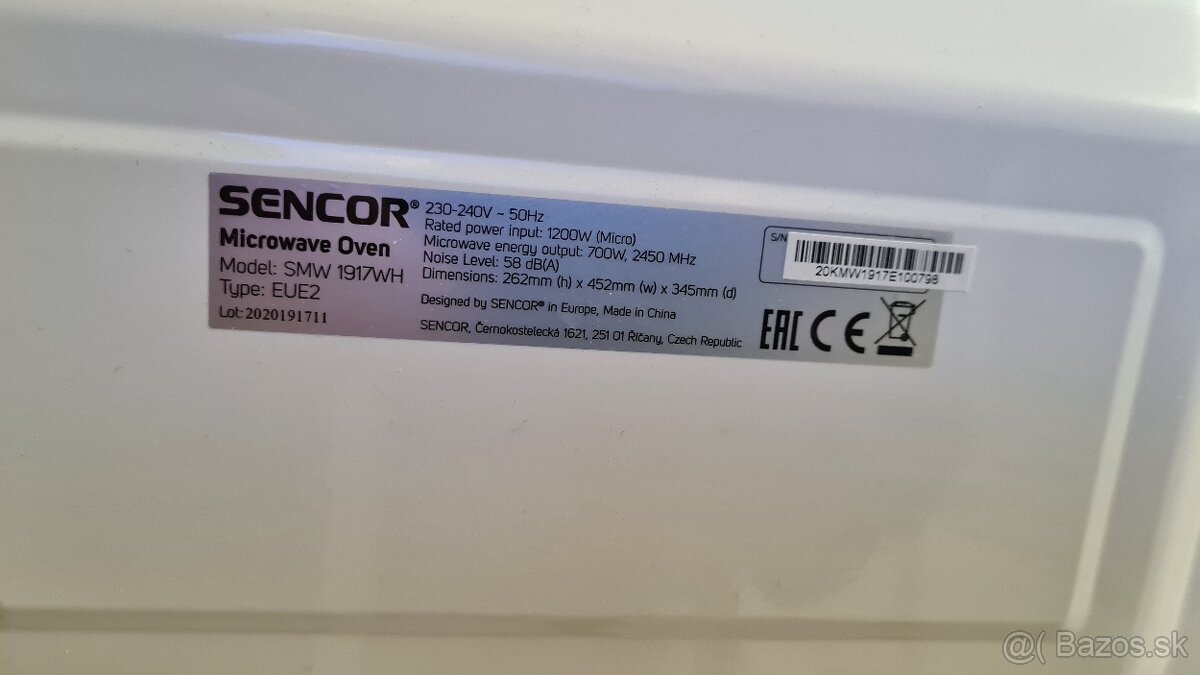 SENCOR®
Microwave Oven
Model: SMW 1917WH
Type: EUE2
Lot: 2020191711
230-240V ~ 50Hz
Rated power input: 1200W (Micro)
Microwave energy output: 700W, 2450 MHz
Noise Level: 58 dB(A)
Dimensions: 262mm (h) x 452mm (w) x 345mm (d)
Designed by SENCOR® in Europe, Made in China
SENCOR, Černokostelecká 1621, 251 01 Říčany, Czech Republic
S/N
20KMW1917E100798
EAC CE
@( Bazos.sk